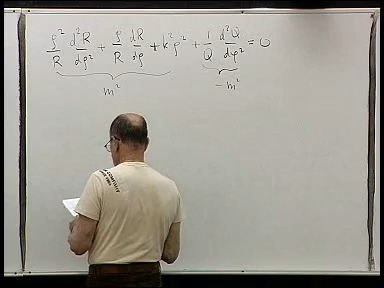 ρ²/R d²R/dρ² + ρ/R dR/dρ + k²ρ² + 1/Q d²Q/dφ² = 0
m² -m²